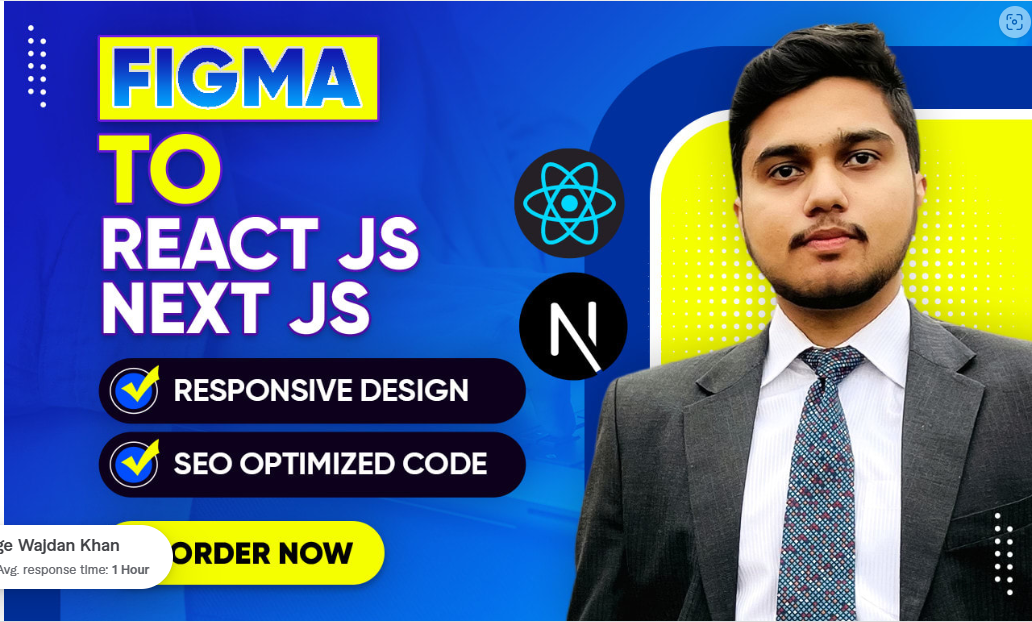 FIGMA
TO
REACT JS
NEXT JS
RESPONSIVE DESIGN
SEO OPTIMIZED CODE
ORDER NOW
Wajdan Khan
Avg. response time: 1 Hour